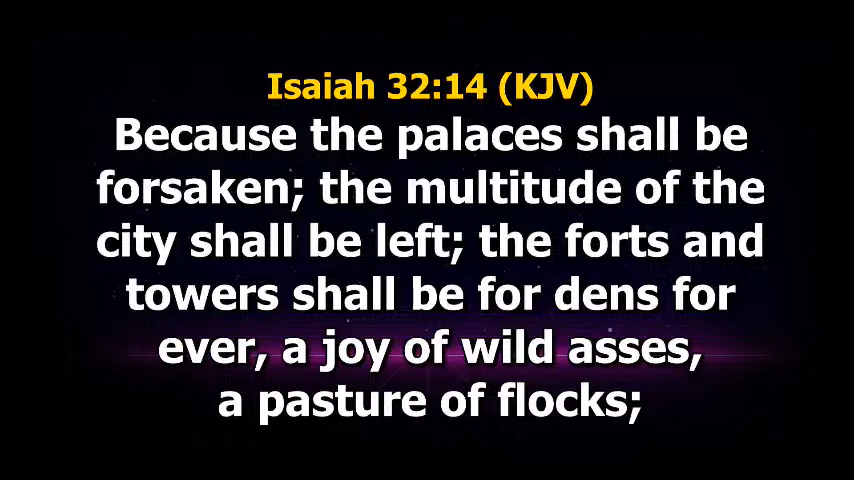 Isaiah 32:14 (KJV)
Because the palaces shall be
forsaken; the multitude of the
city shall be left; the forts and
towers shall be for dens for
ever, a joy of wild asses,
a pasture of flocks;